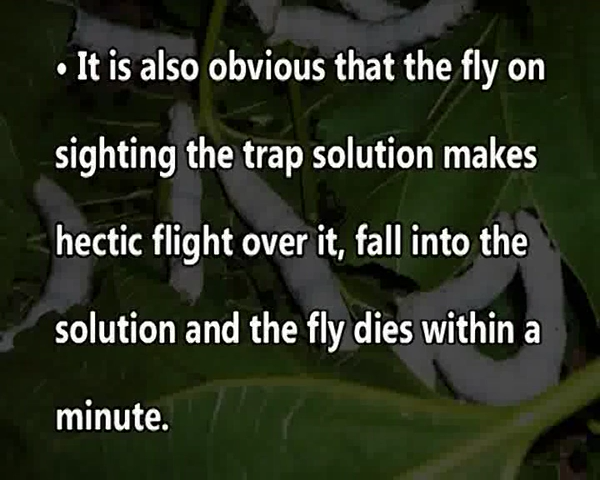 • It is also obvious that the fly on
sighting the trap solution makes
hectic flight over it, fall into the
solution and the fly dies within a
minute.